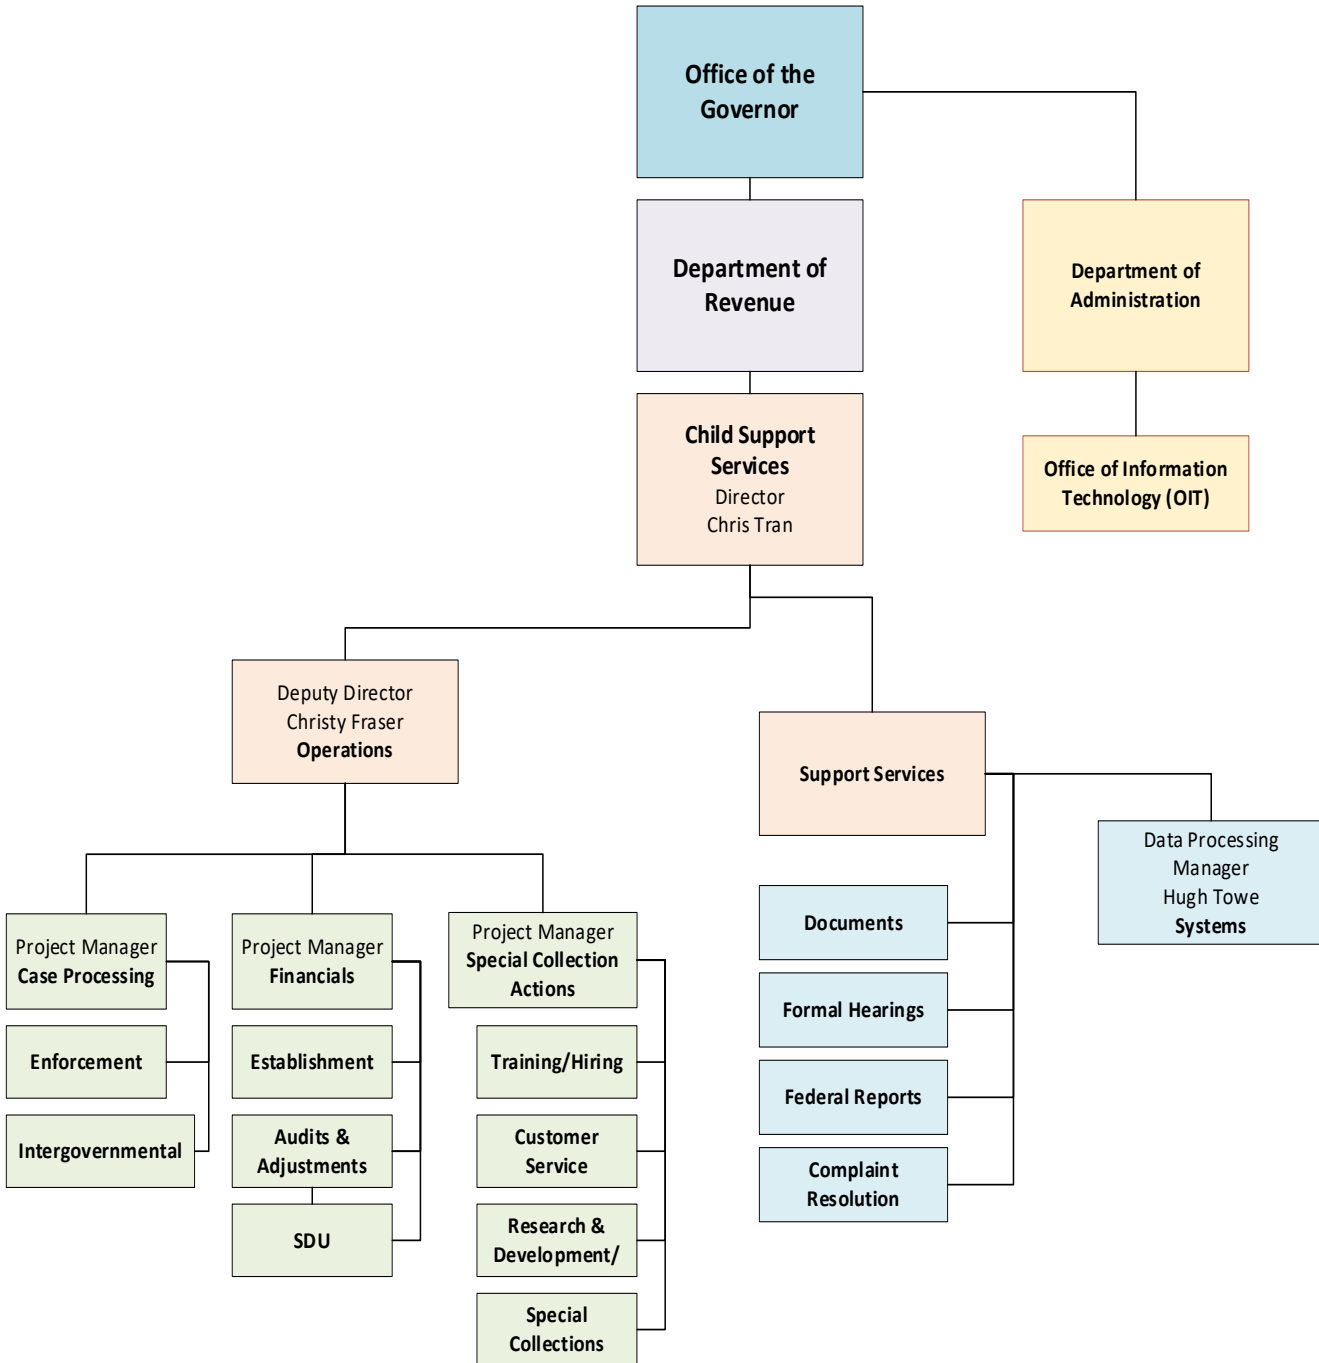 Office of the
Governor
Department of
Revenue
Department of
Administration
Child Support
Services
Director
Chris Tran
Office of Information
Technology (OIT)
Deputy Director
Christy Fraser
Operations
Support Services
Data Processing
Manager
Hugh Towe
Systems
Project Manager
Case Processing
Enforcement
Intergovernmental
Project Manager
Financials
Establishment
Audits &
Adjustments
SDU
Project Manager
Special Collection
Actions
Training/Hiring
Customer
Service
Research &
Development/
Special
Collections
Documents
Formal Hearings
Federal Reports
Complaint
Resolution